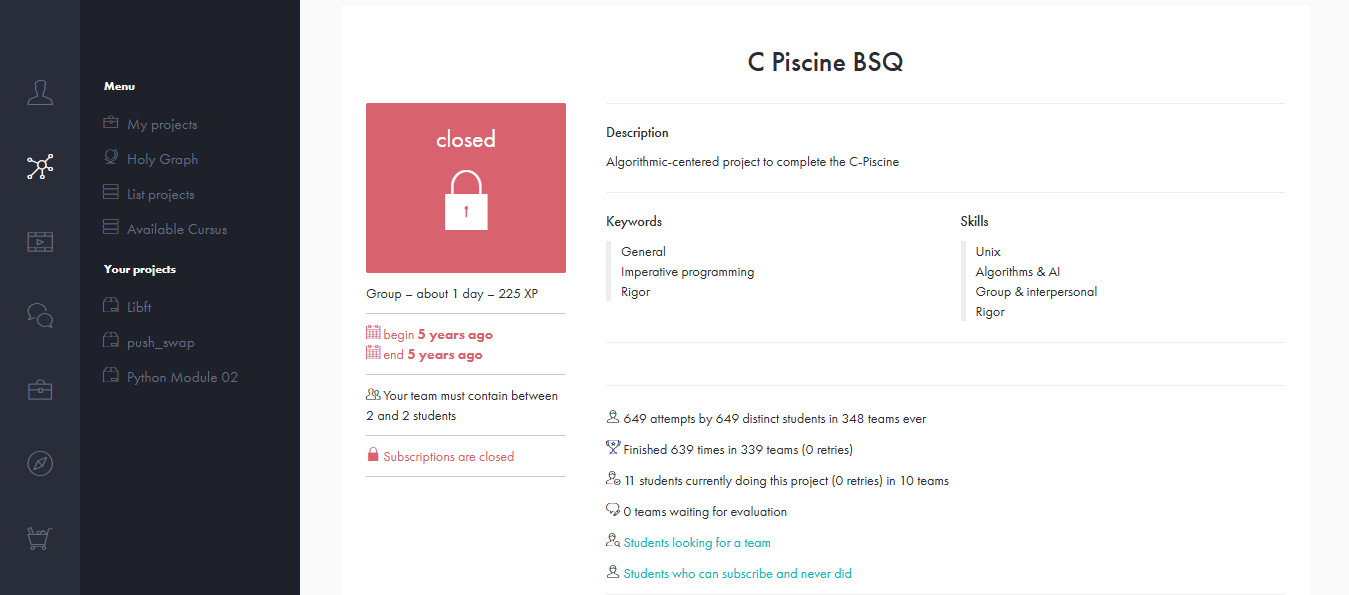 Menu
My projects
Holy Graph
List projects
Available Cursus
Your projects
Libft
push_swap
Python Module 02
C Piscine BSQ
closed
Group – about 1 day – 225 XP
begin 5 years ago
end 5 years ago
Your team must contain between
2 and 2 students
Subscriptions are closed
Description
Algorithmic-centered project to complete the C-Piscine
Keywords
General
Imperative programming
Rigor
Skills
Unix
Algorithms & AI
Group & interpersonal
Rigor
649 attempts by 649 distinct students in 348 teams ever
Finished 639 times in 339 teams (0 retries)
11 students currently doing this project (0 retries) in 10 teams
0 teams waiting for evaluation
Students looking for a team
Students who can subscribe and never did